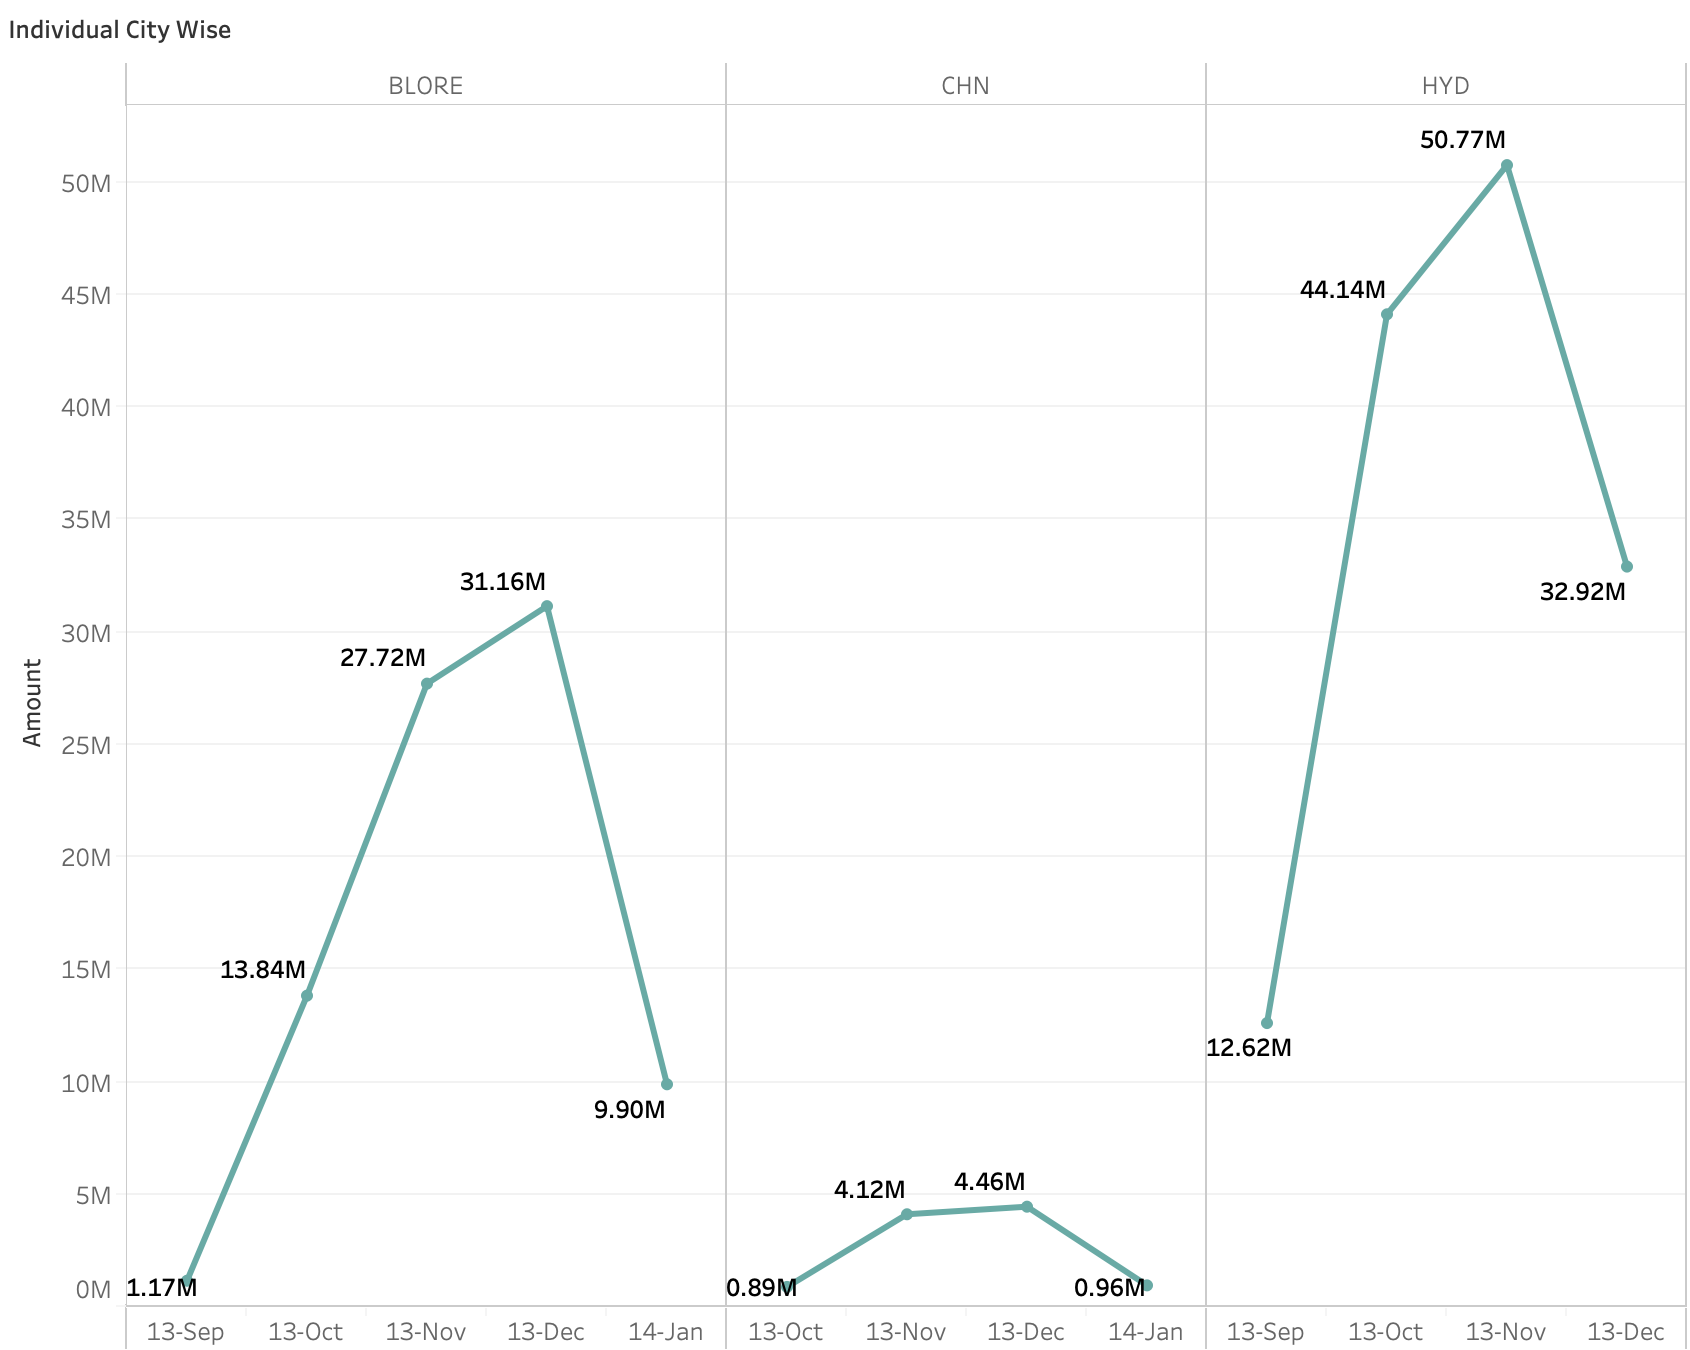 Individual City Wise
BLORE CHN HYD
50.77M
50M
44.14M
45M
40M
35M
32.92M
31.16M
30M
27.72M
Amount
25M
20M
15M
13.84M
12.62M
10M
9.90M
5M
4.12M 4.46M
0M
1.17M 0.89M 0.96M
13-Sep 13-Oct 13-Nov 13-Dec 14-Jan 13-Oct 13-Nov 13-Dec 14-Jan 13-Sep 13-Oct 13-Nov 13-Dec